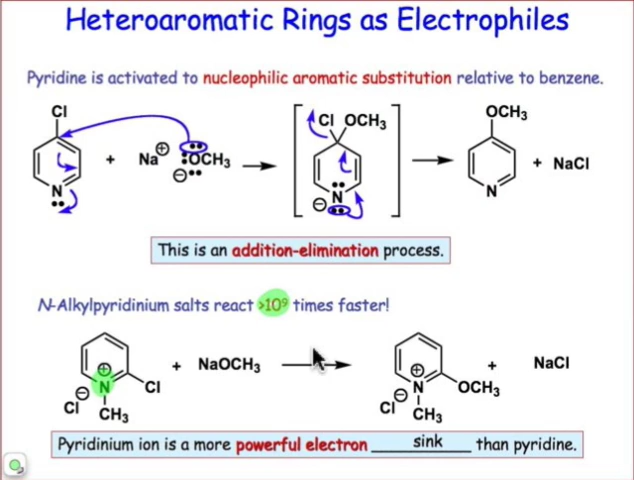 Heteroaromatic Rings as Electrophiles
Pyridine is activated to nucleophilic aromatic substitution relative to benzene.
Cl
N
+ Na⊕ :OCH₃ ⊖
Cl OCH₃
N ⊖
OCH₃
N
+ NaCl
This is an addition-elimination process.
N-Alkylpyridinium salts react >10⁹ times faster!
⊕ N Cl
Cl⊖ CH₃
+ NaOCH₃
⊕ N OCH₃
Cl⊖ CH₃
+ NaCl
Pyridinium ion is a more powerful electron sink than pyridine.